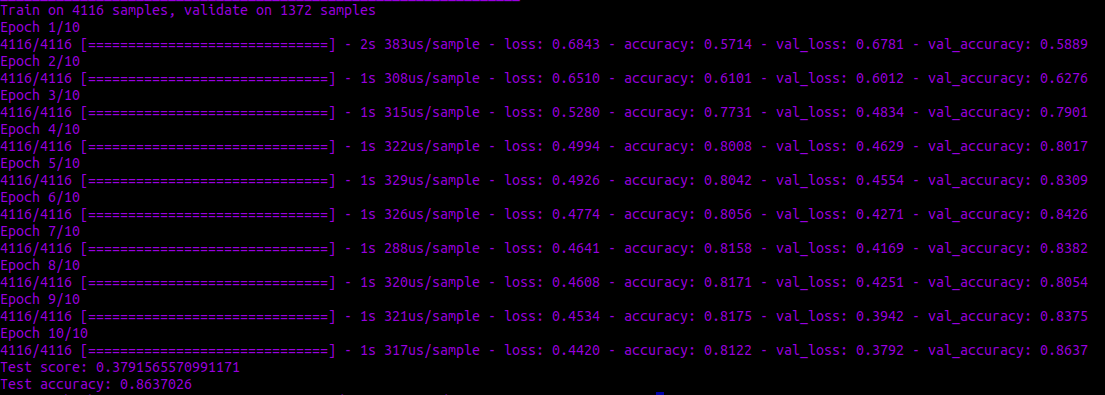 Train on 4116 samples, validate on 1372 samples
Epoch 1/10
4116/4116 [==============================] - 2s 383us/sample - loss: 0.6843 - accuracy: 0.5714 - val_loss: 0.6781 - val_accuracy: 0.5889
Epoch 2/10
4116/4116 [==============================] - 1s 308us/sample - loss: 0.6510 - accuracy: 0.6101 - val_loss: 0.6012 - val_accuracy: 0.6276
Epoch 3/10
4116/4116 [==============================] - 1s 315us/sample - loss: 0.5280 - accuracy: 0.7731 - val_loss: 0.4834 - val_accuracy: 0.7901
Epoch 4/10
4116/4116 [==============================] - 1s 322us/sample - loss: 0.4994 - accuracy: 0.8008 - val_loss: 0.4629 - val_accuracy: 0.8017
Epoch 5/10
4116/4116 [==============================] - 1s 329us/sample - loss: 0.4926 - accuracy: 0.8042 - val_loss: 0.4554 - val_accuracy: 0.8309
Epoch 6/10
4116/4116 [==============================] - 1s 326us/sample - loss: 0.4774 - accuracy: 0.8056 - val_loss: 0.4271 - val_accuracy: 0.8426
Epoch 7/10
4116/4116 [==============================] - 1s 288us/sample - loss: 0.4641 - accuracy: 0.8158 - val_loss: 0.4169 - val_accuracy: 0.8382
Epoch 8/10
4116/4116 [==============================] - 1s 320us/sample - loss: 0.4608 - accuracy: 0.8171 - val_loss: 0.4251 - val_accuracy: 0.8054
Epoch 9/10
4116/4116 [==============================] - 1s 321us/sample - loss: 0.4534 - accuracy: 0.8175 - val_loss: 0.3942 - val_accuracy: 0.8375
Epoch 10/10
4116/4116 [==============================] - 1s 317us/sample - loss: 0.4420 - accuracy: 0.8122 - val_loss: 0.3792 - val_accuracy: 0.8637
Test score: 0.3791565570991171
Test accuracy: 0.8637026